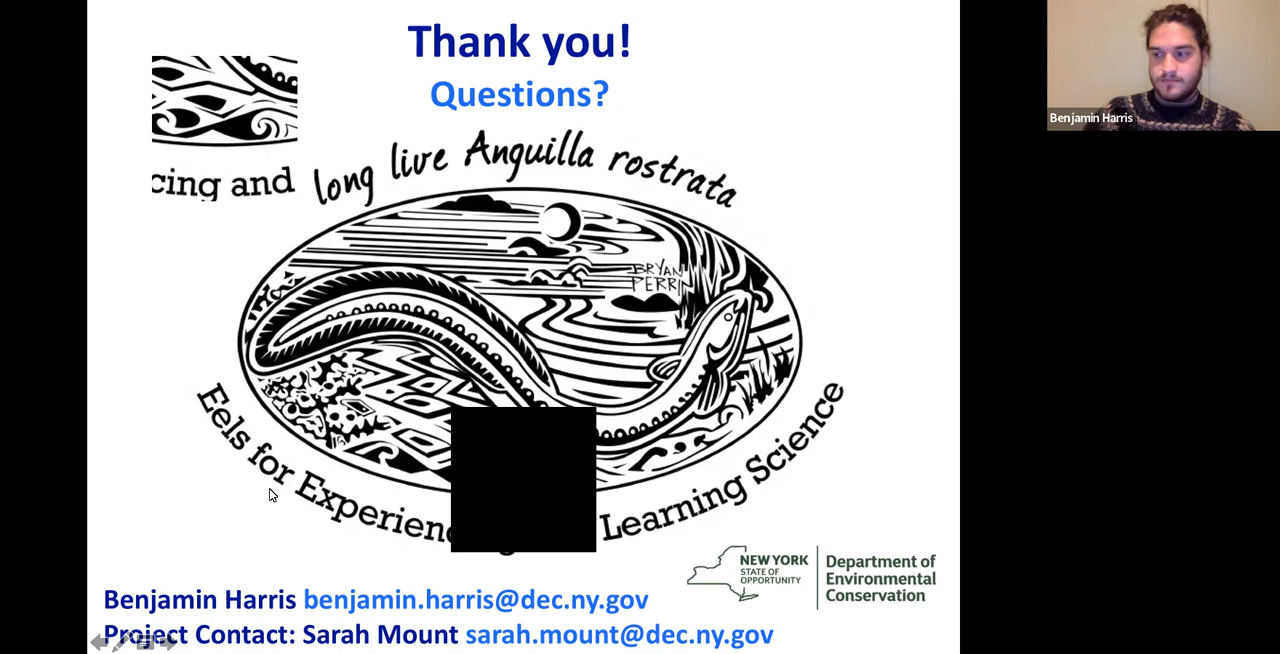 Thank you!
Questions?
cing and
long live Anguilla rostrata
BRYAN
PERRIN
Eels for Experienc Learning Science
NEW YORK
STATE OF
OPPORTUNITY
Department of
Environmental
Conservation
Benjamin Harris benjamin.harris@dec.ny.gov
Project Contact: Sarah Mount sarah.mount@dec.ny.gov
Benjamin Harris